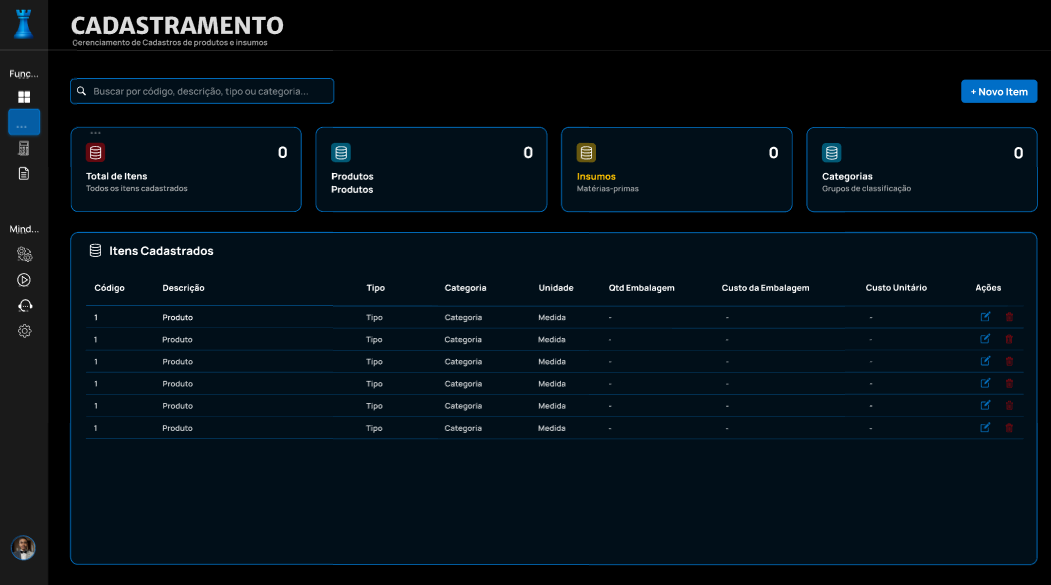 CADASTRAMENTO
Gerenciamento de Cadastros de produtos e insumos
Funç...
Buscar por código, descrição, tipo ou categoria...
+ Novo Item
...
...
0
Total de Itens
Todos os itens cadastrados
0
Produtos
Produtos
0
Insumos
Matérias-primas
0
Categorias
Grupos de classificação
Mind...
Itens Cadastrados
Código Descrição Tipo Categoria Unidade Qtd Embalagem Custo da Embalagem Custo Unitário Ações
1 Produto Tipo Categoria Medida - - -
1 Produto Tipo Categoria Medida - - -
1 Produto Tipo Categoria Medida - - -
1 Produto Tipo Categoria Medida - - -
1 Produto Tipo Categoria Medida - - -
1 Produto Tipo Categoria Medida - - -